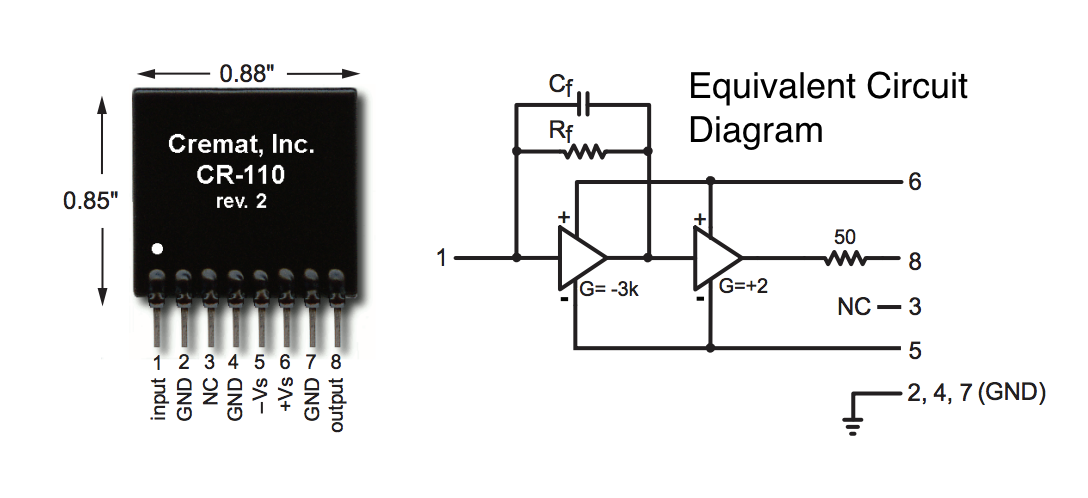 0.88"
0.85"
Cremat, Inc.
CR-110
rev. 2
1 2 3 4 5 6 7 8
input
GND
NC
GND
–Vs
+Vs
GND
output
Equivalent Circuit
Diagram
Cf
Rf
1
+
-
G= -3k
+
-
G=+2
50
6
8
NC 3
5
2, 4, 7 (GND)